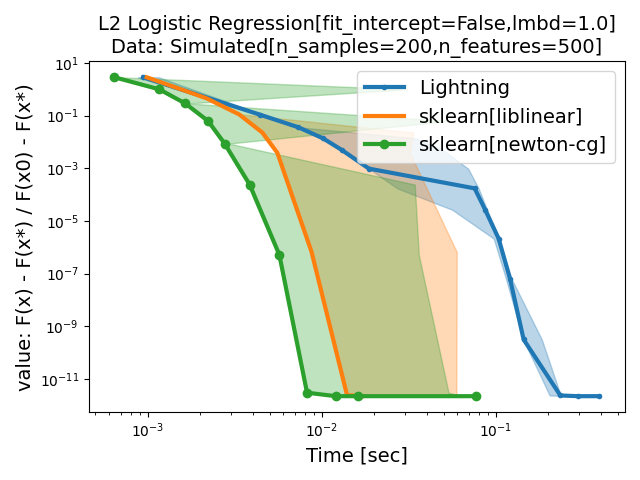 L2 Logistic Regression[fit_intercept=False,lmbd=1.0]
Data: Simulated[n_samples=200,n_features=500]
value: F(x) - F(x*) / F(x0) - F(x*)
10^1
10^-1
10^-3
10^-5
10^-7
10^-9
10^-11
Lightning
sklearn[liblinear]
sklearn[newton-cg]
10^-3
10^-2
10^-1
Time [sec]